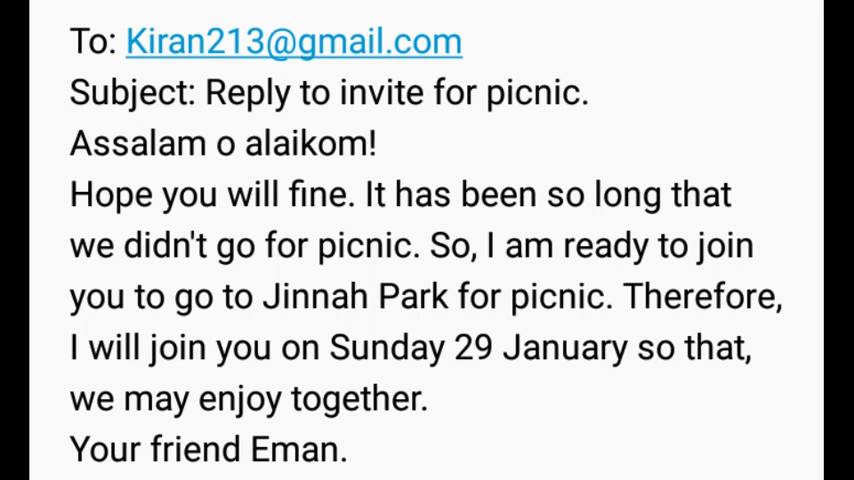 To: Kiran213@gmail.com
Subject: Reply to invite for picnic.
Assalam o alaikom!
Hope you will fine. It has been so long that
we didn't go for picnic. So, I am ready to join
you to go to Jinnah Park for picnic. Therefore,
I will join you on Sunday 29 January so that,
we may enjoy together.
Your friend Eman.